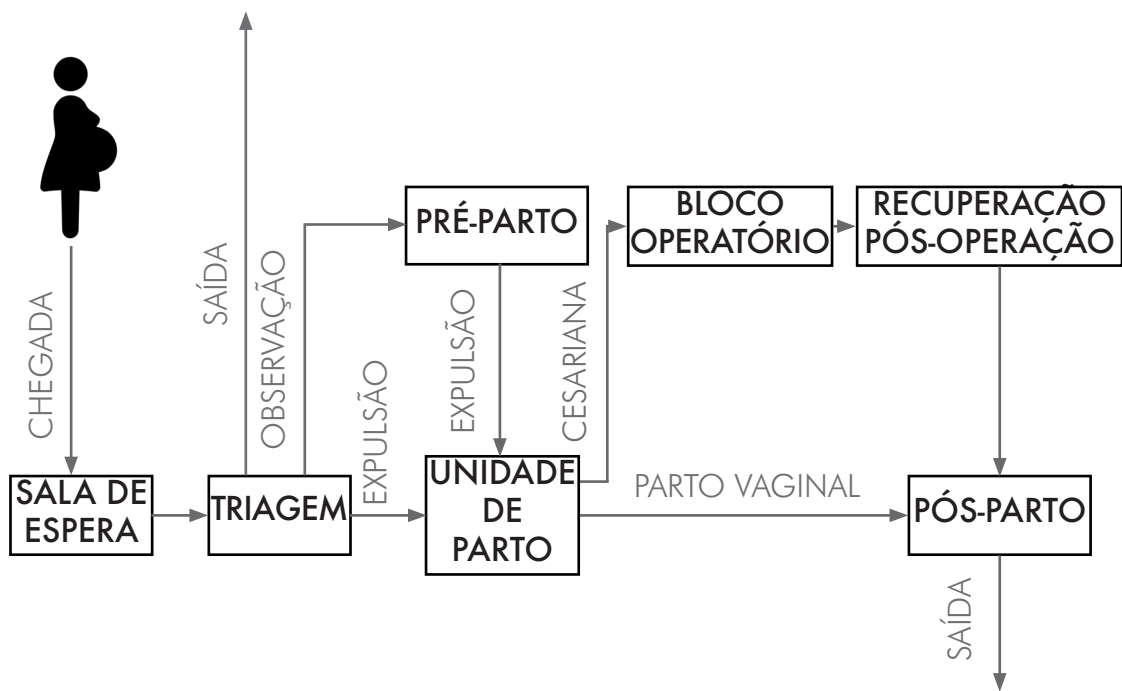 CHEGADA
SALA DE
ESPERA
TRIAGEM
SAÍDA
OBSERVAÇÃO
PRÉ-PARTO
EXPULSÃO
EXPULSÃO
UNIDADE
DE
PARTO
CESARIANA
BLOCO
OPERATÓRIO
RECUPERAÇÃO
PÓS-OPERAÇÃO
PARTO VAGINAL
PÓS-PARTO
SAÍDA